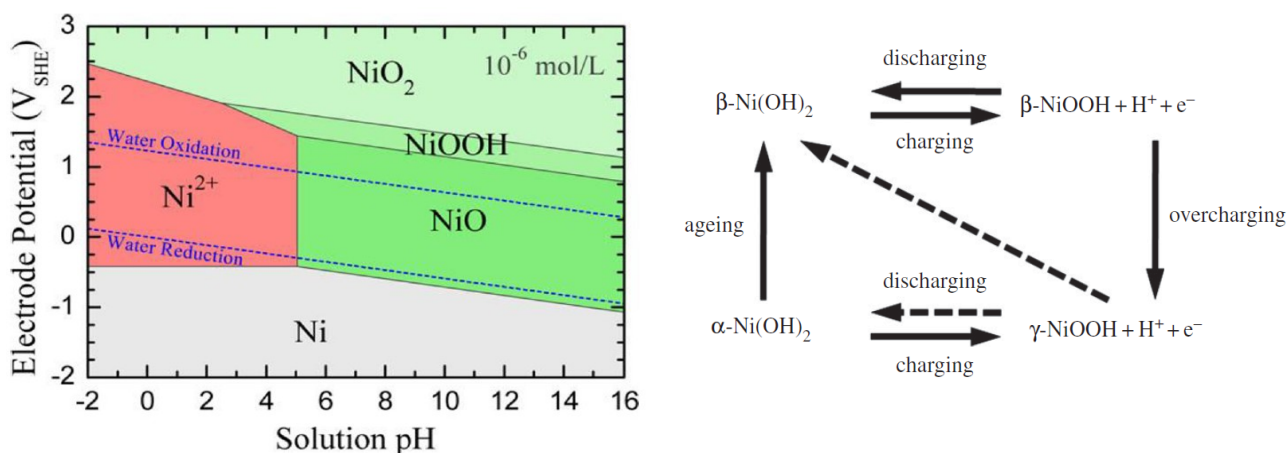 Electrode Potential (V_SHE)
3
2
1
0
-1
-2
10⁻⁶ mol/L
NiO₂
NiOOH
Water Oxidation
Ni²⁺
NiO
Water Reduction
Ni
-2 0 2 4 6 8 10 12 14 16
Solution pH
discharging
β-Ni(OH)₂ β-NiOOH + H⁺ + e⁻
charging
ageing
overcharging
discharging
α-Ni(OH)₂ γ-NiOOH + H⁺ + e⁻
charging